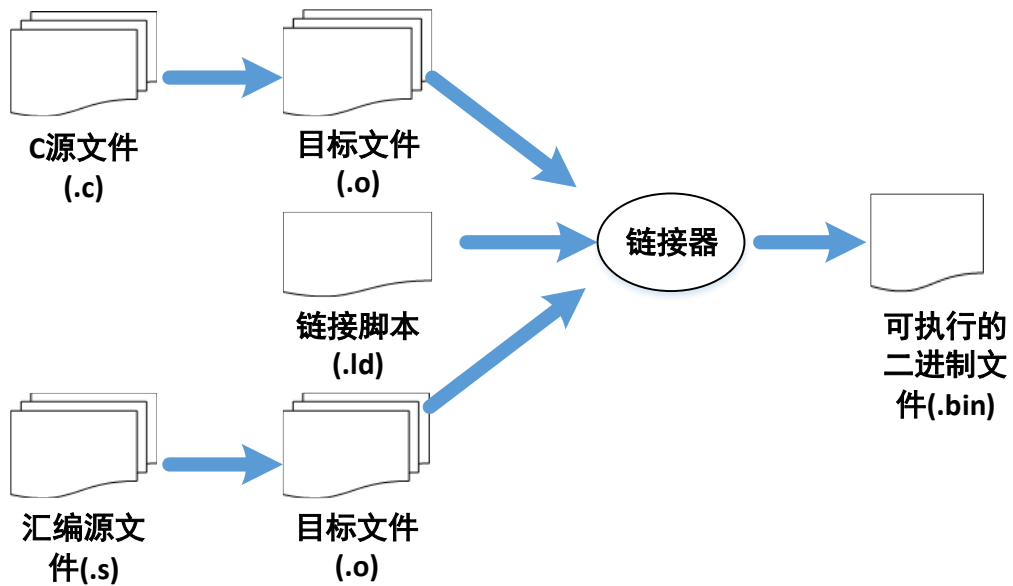 C源文件
(.c)
目标文件
(.o)
链接脚本
(.ld)
汇编源文
件(.s)
目标文件
(.o)
链接器
可执行的
二进制文
件(.bin)